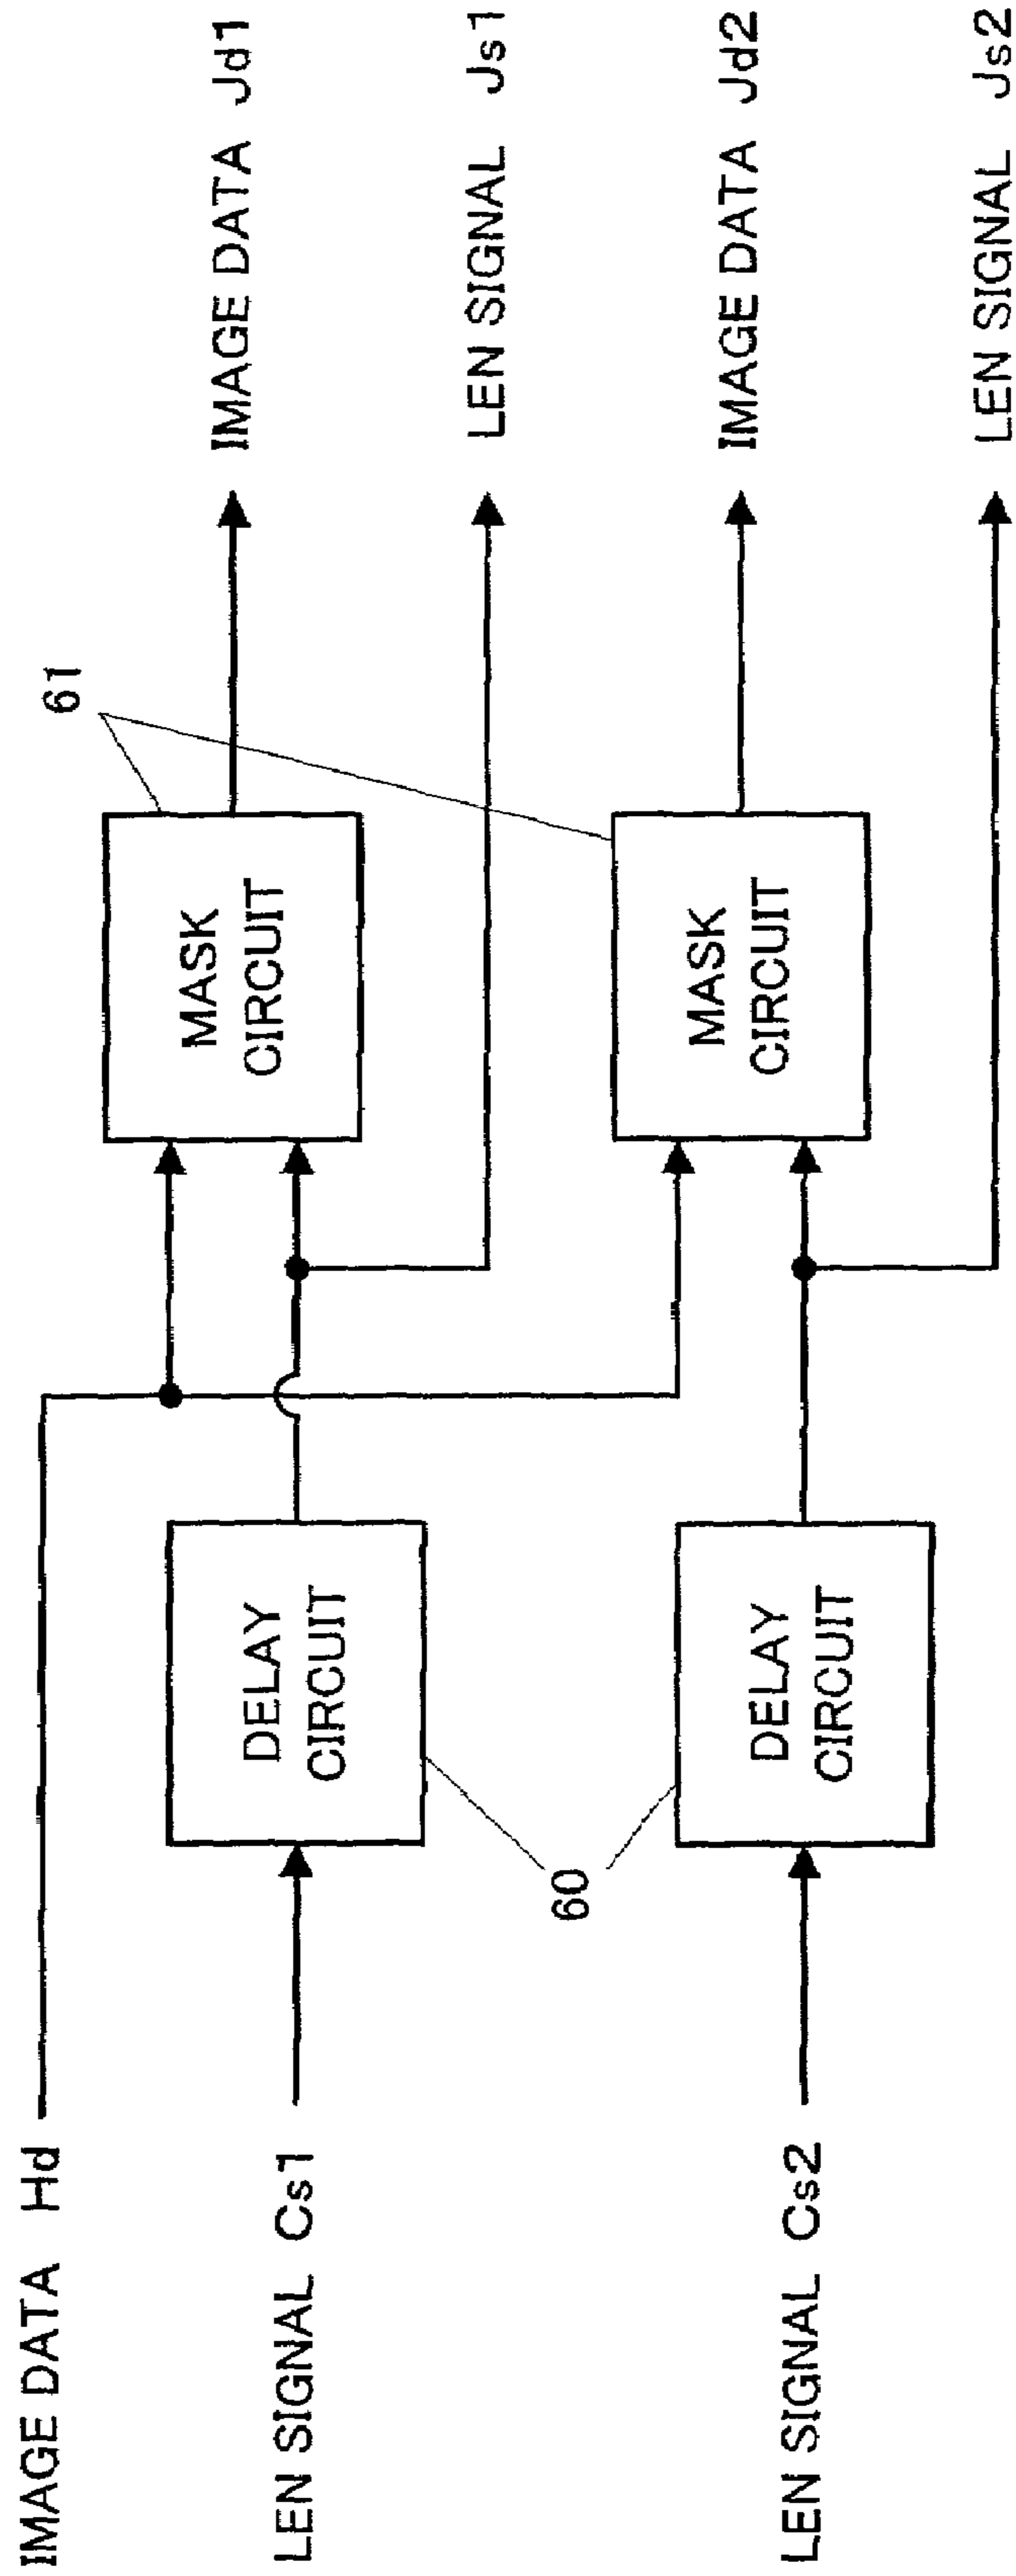 IMAGE DATA Hd
LEN SIGNAL Cs1
LEN SIGNAL Cs2
DELAY
CIRCUIT
DELAY
CIRCUIT
60
MASK
CIRCUIT
MASK
CIRCUIT
61
IMAGE DATA Jd1
LEN SIGNAL Js1
IMAGE DATA Jd2
LEN SIGNAL Js2